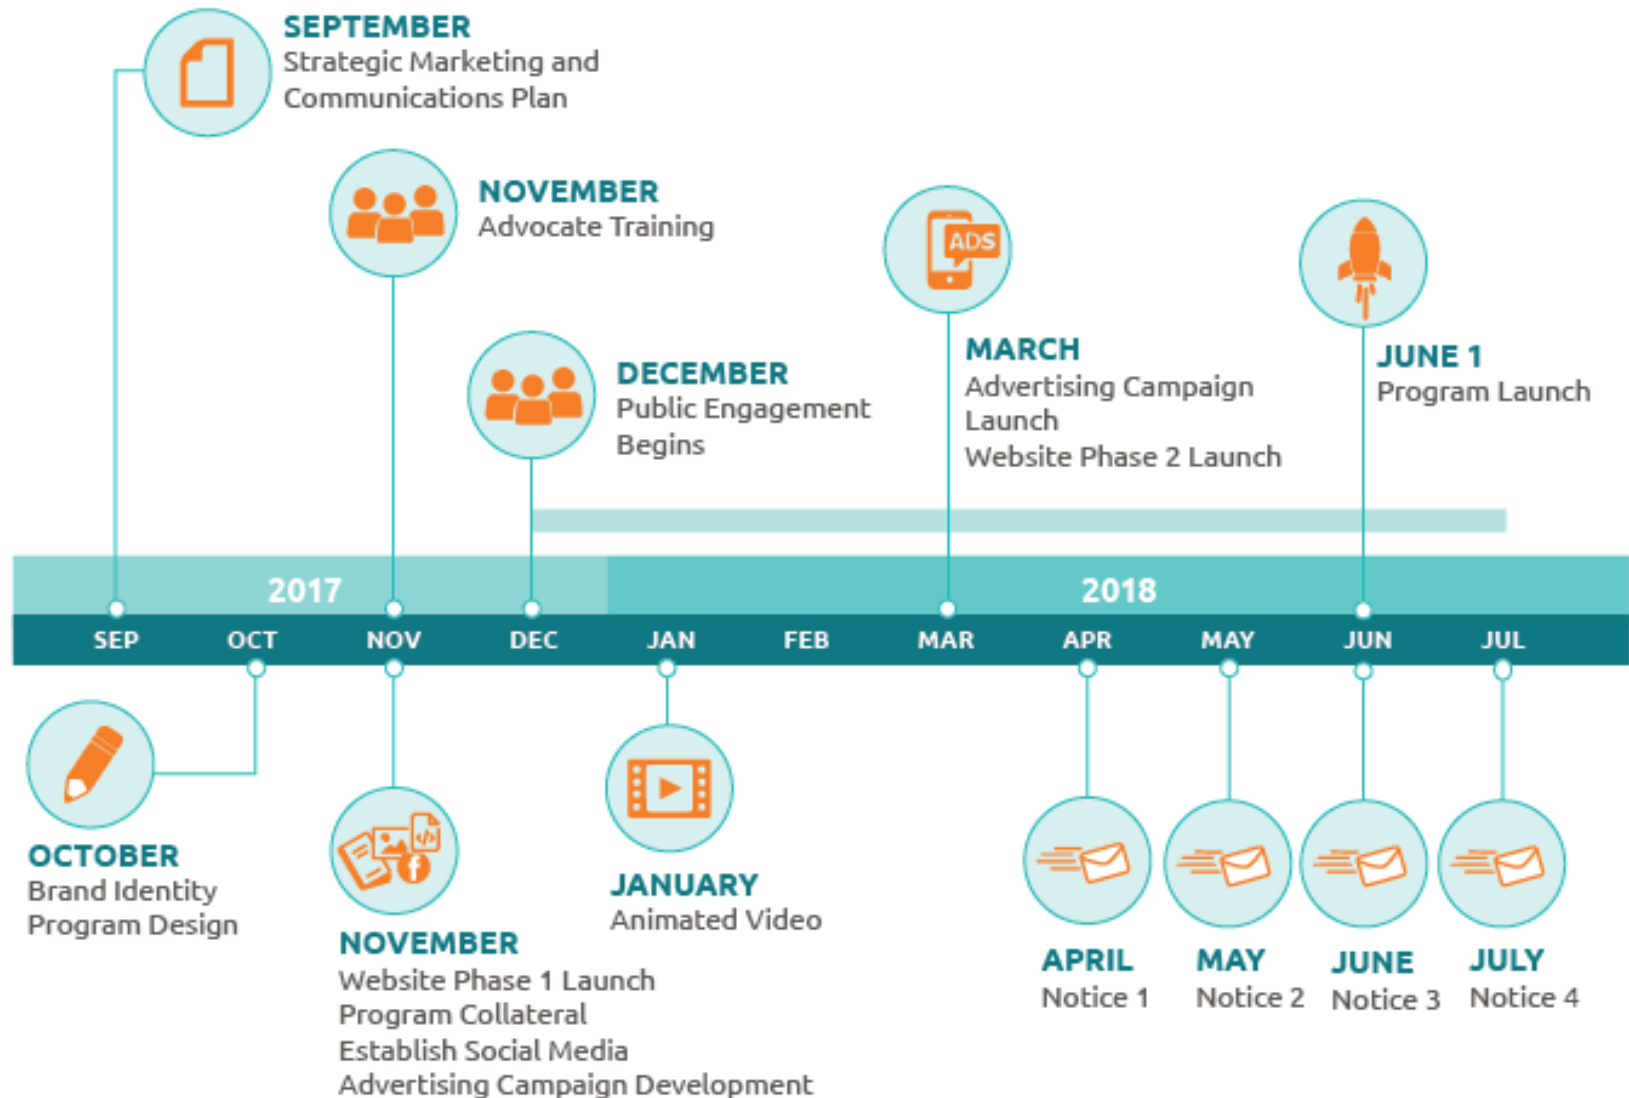 SEPTEMBER
Strategic Marketing and
Communications Plan
NOVEMBER
Advocate Training
DECEMBER
Public Engagement
Begins
ADS
MARCH
Advertising Campaign
Launch
Website Phase 2 Launch
JUNE 1
Program Launch
2017
2018
SEP
OCT
NOV
DEC
JAN
FEB
MAR
APR
MAY
JUN
JUL
OCTOBER
Brand Identity
Program Design
</>
f
NOVEMBER
Website Phase 1 Launch
Program Collateral
Establish Social Media
Advertising Campaign Development
JANUARY
Animated Video
APRIL
Notice 1
MAY
Notice 2
JUNE
Notice 3
JULY
Notice 4